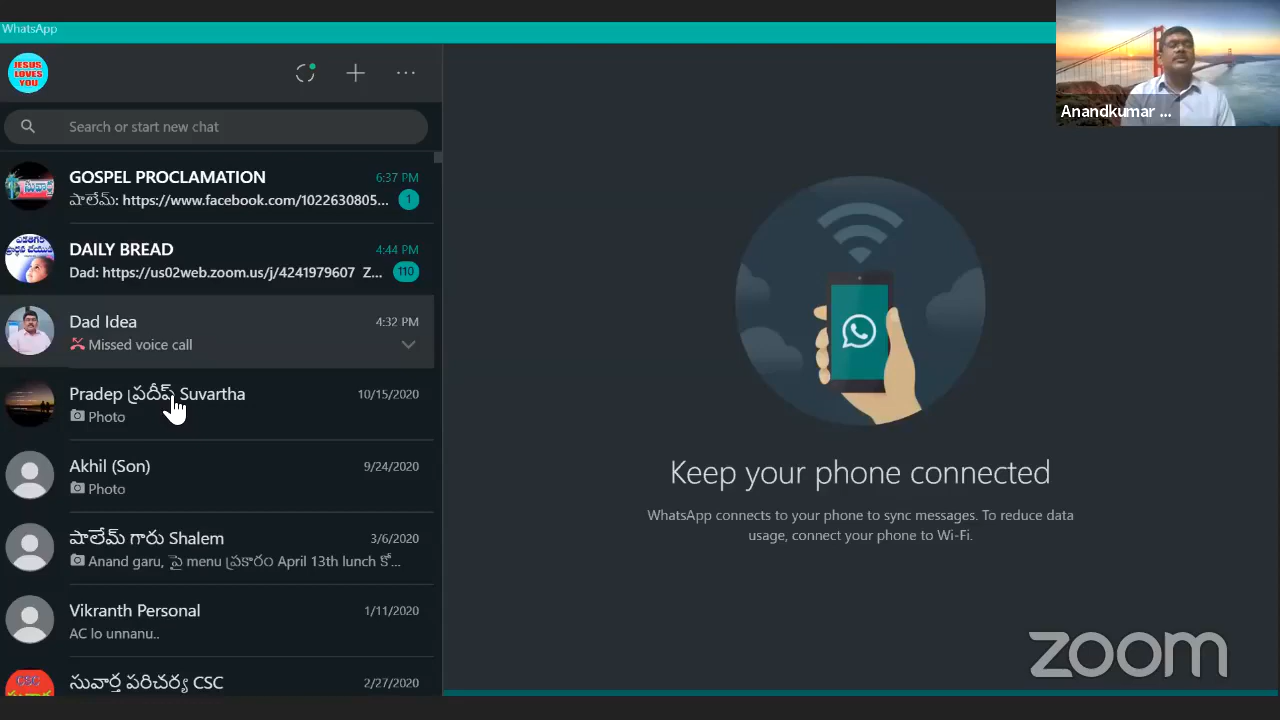 WhatsApp
JESUS
LOVES
YOU
Search or start new chat
GOSPEL PROCLAMATION
6:37 PM
షాలేమ్: https://www.facebook.com/1022630805...
1
DAILY BREAD
4:44 PM
Dad: https://us02web.zoom.us/j/4241979607 Z...
110
Dad Idea
4:32 PM
Missed voice call
Pradep ప్రదీప్ Suvartha
10/15/2020
Photo
Akhil (Son)
9/24/2020
Photo
షాలేమ్ గారు Shalem
3/6/2020
Anand garu, పై menu ప్రకారం April 13th lunch కో...
Vikranth Personal
1/11/2020
AC lo unnanu..
CSC
సువార్త పరిచర్య CSC
2/27/2020
Anandkumar ...
Keep your phone connected
WhatsApp connects to your phone to sync messages. To reduce data
usage, connect your phone to Wi-Fi.
zoom